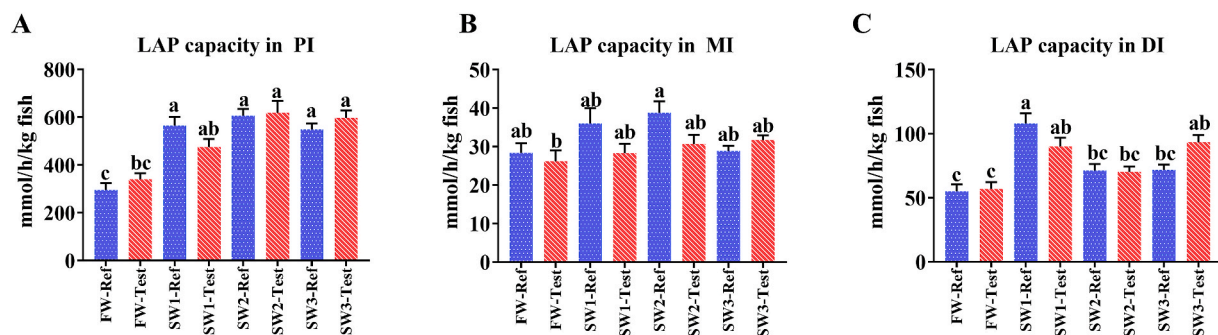 A
LAP capacity in PI
mmol/h/kg fish
800
600
400
200
0
c
bc
a
ab
a
a
a
a
FW-Ref
FW-Test
SW1-Ref
SW1-Test
SW2-Ref
SW2-Test
SW3-Ref
SW3-Test
B
LAP capacity in MI
mmol/h/kg fish
50
40
30
20
10
0
ab
b
ab
ab
a
ab
ab
ab
FW-Ref
FW-Test
SW1-Ref
SW1-Test
SW2-Ref
SW2-Test
SW3-Ref
SW3-Test
C
LAP capacity in DI
mmol/h/kg fish
150
100
50
0
c
c
a
ab
bc
bc
bc
ab
FW-Ref
FW-Test
SW1-Ref
SW1-Test
SW2-Ref
SW2-Test
SW3-Ref
SW3-Test